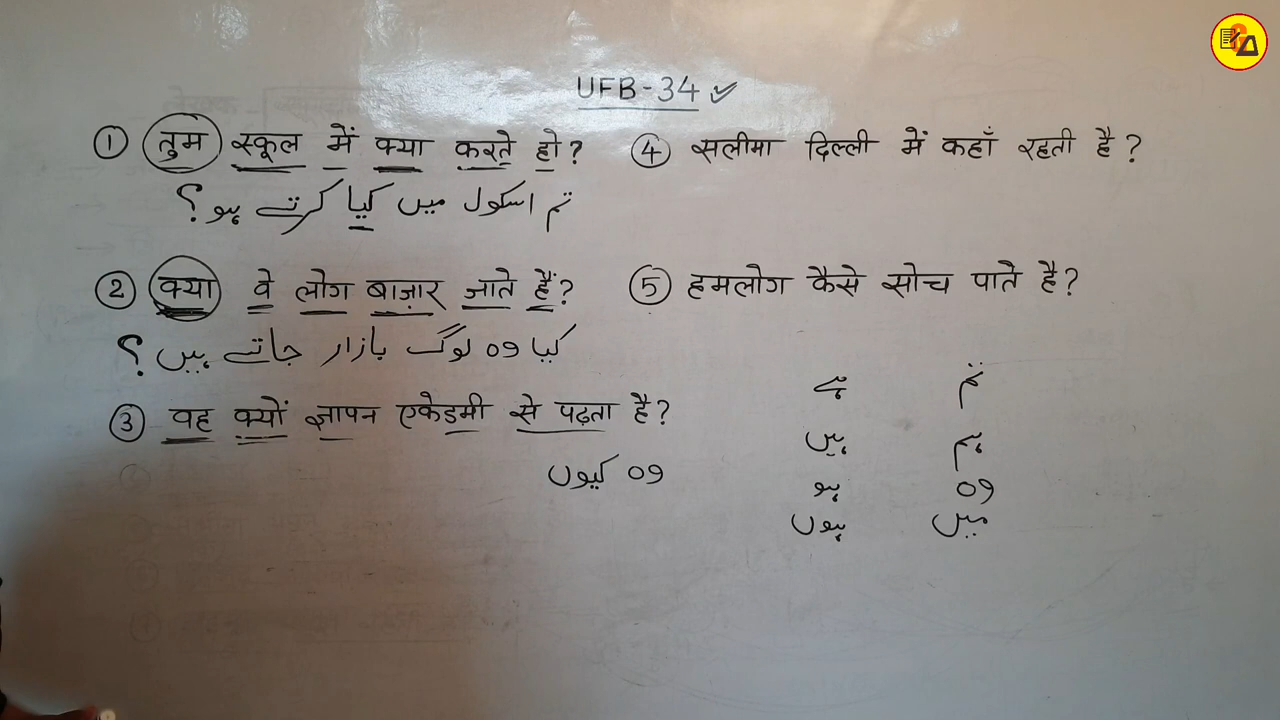 UFB-34 ✓
① तुम स्कूल में क्या करते हो?
تم اسکول میں کیا کرتے ہو؟
② क्या वे लोग बाज़ार जाते हैं?
کیا وہ لوگ بازار جاتے ہیں؟
③ वह क्यों ज्ञापन एकेडमी से पढ़ता है?
وہ کیوں
④ सलीमा दिल्ली में कहाँ रहती है?
⑤ हमलोग कैसे सोच पाते है?
تم ہے
ہم ہیں
وہ ہو
میں ہوں